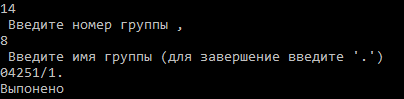 14
Введите номер группы ,
8
Введите имя группы (для завершение введите '.')
04251/1.
Выпонено